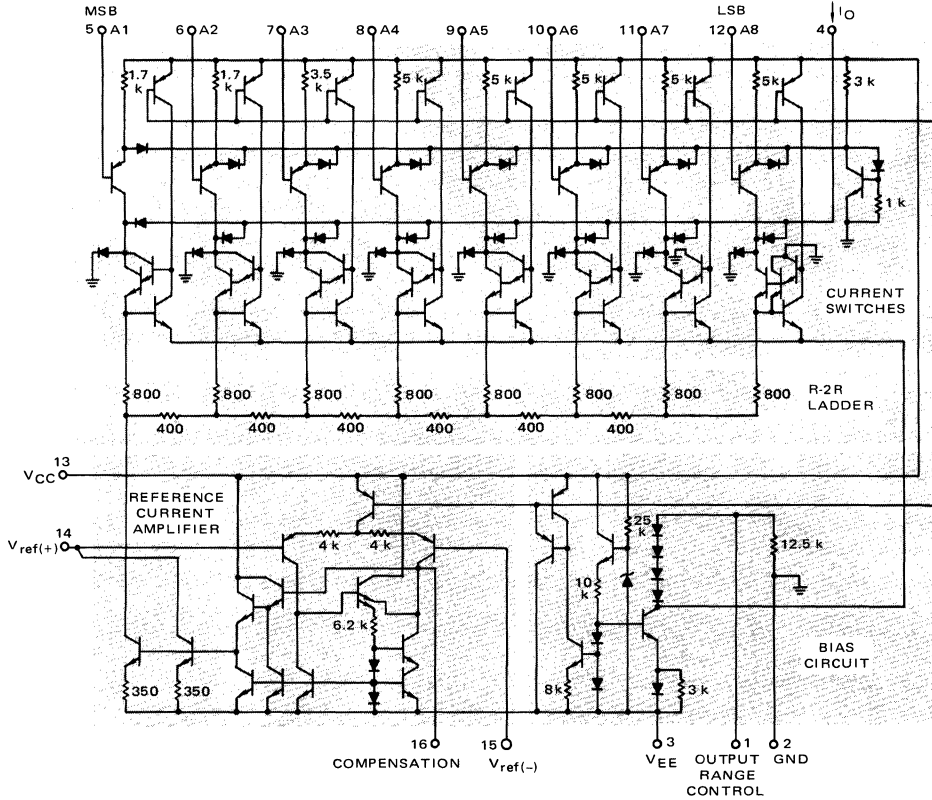 MSB
LSB
I_O
5 A1
6 A2
7 A3
8 A4
9 A5
10 A6
11 A7
12 A8
4
1.7 k
1.7 k
3.5 k
5 k
5 k
5 k
5 k
5k
3 k
1 k
CURRENT
SWITCHES
800
800
800
800
800
800
800
800
R-2R
LADDER
400
400
400
400
400
400
400
13
VCC
REFERENCE
CURRENT
AMPLIFIER
14
Vref(+)
4 k
4 k
25 k
12.5 k
10 k
6.2 k
BIAS
CIRCUIT
350
350
8k
3 k
16
COMPENSATION
15
Vref(–)
3
VEE
1
OUTPUT
RANGE
CONTROL
2
GND